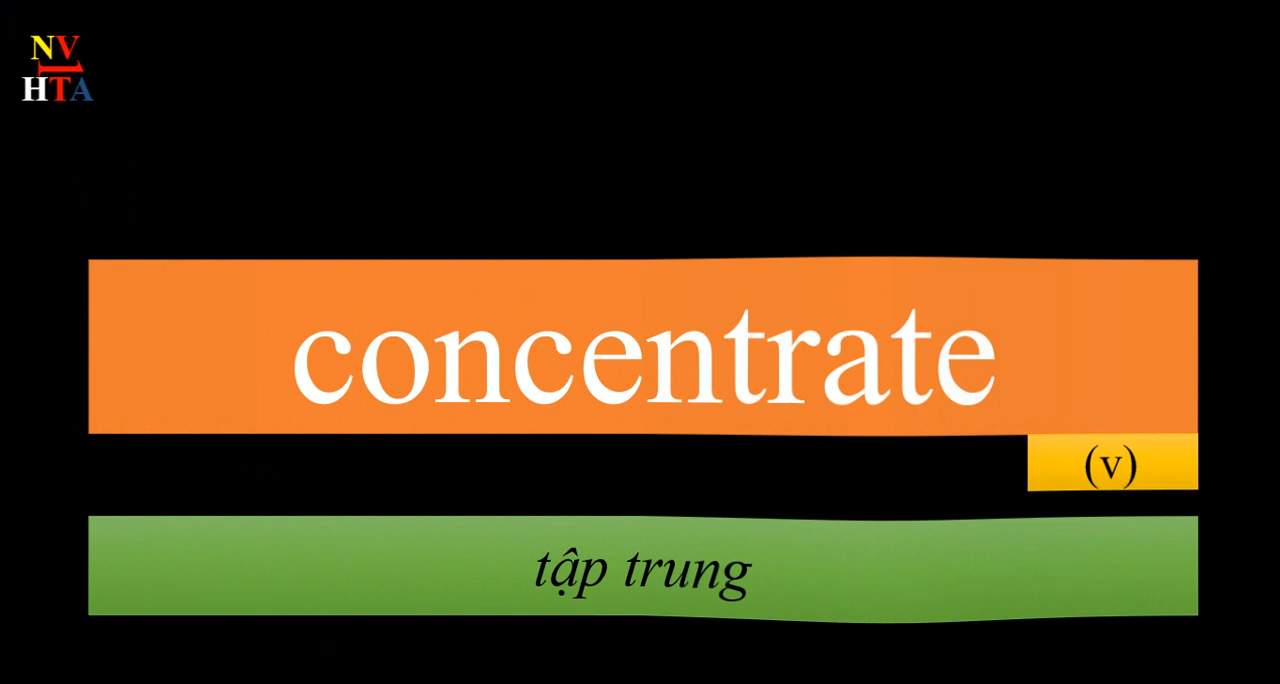 NV
HTA
concentrate
(v)
tập trung